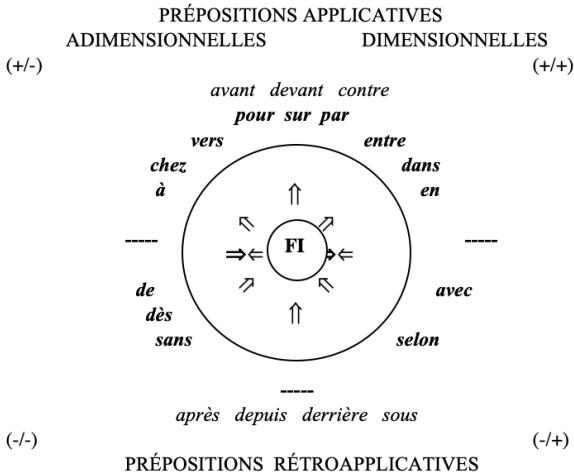 PRÉPOSITIONS APPLICATIVES
ADIMENSIONNELLES DIMENSIONNELLES
(+/-) (+/+)
avant devant contre
pour sur par
vers entre
chez dans
à en
FI
----- -----
de avec
dès
sans selon
-----
après depuis derrière sous
(-/-) (-/+)
PRÉPOSITIONS RÉTROAPPLICATIVES